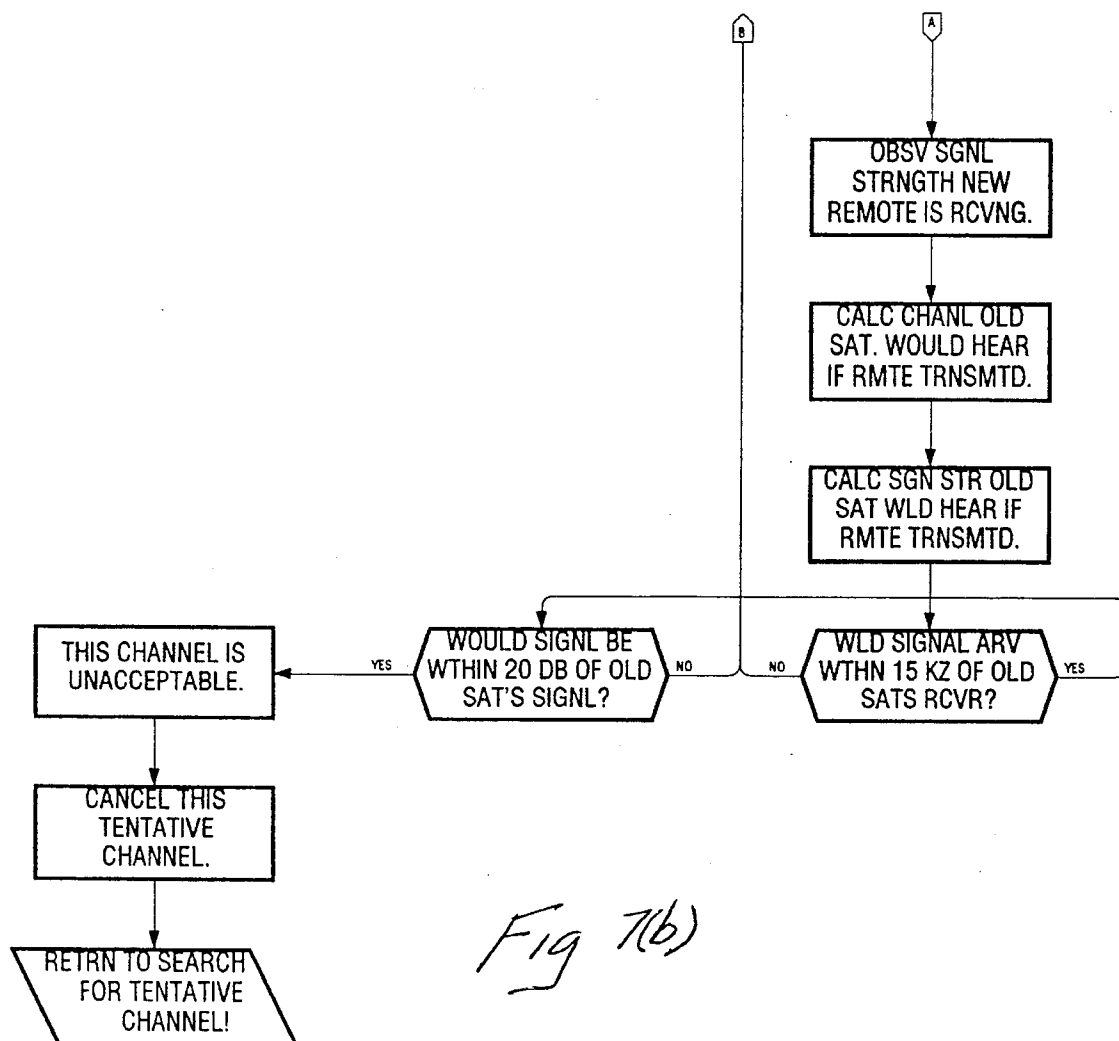 B
A
OBSV SGNL
STRNGTH NEW
REMOTE IS RCVNG.
CALC CHANL OLD
SAT. WOULD HEAR
IF RMTE TRNSMTD.
CALC SGN STR OLD
SAT WLD HEAR IF
RMTE TRNSMTD.
WLD SIGNAL ARV
WTHN 15 KZ OF OLD
SATS RCVR?
NO
YES
WOULD SIGNL BE
WTHIN 20 DB OF OLD
SAT'S SIGNL?
NO
YES
THIS CHANNEL IS
UNACCEPTABLE.
CANCEL THIS
TENTATIVE
CHANNEL.
RETRN TO SEARCH
FOR TENTATIVE
CHANNEL!
Fig 7(b)